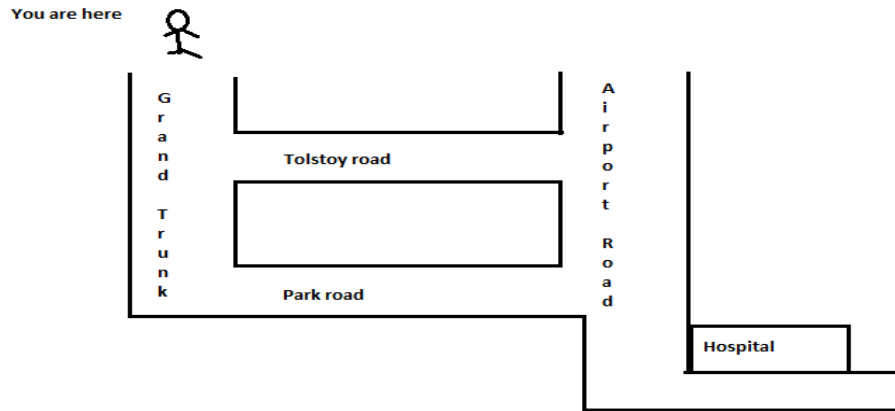 You are here
Grand Trunk
Airport Road
Tolstoy road
Park road
Hospital